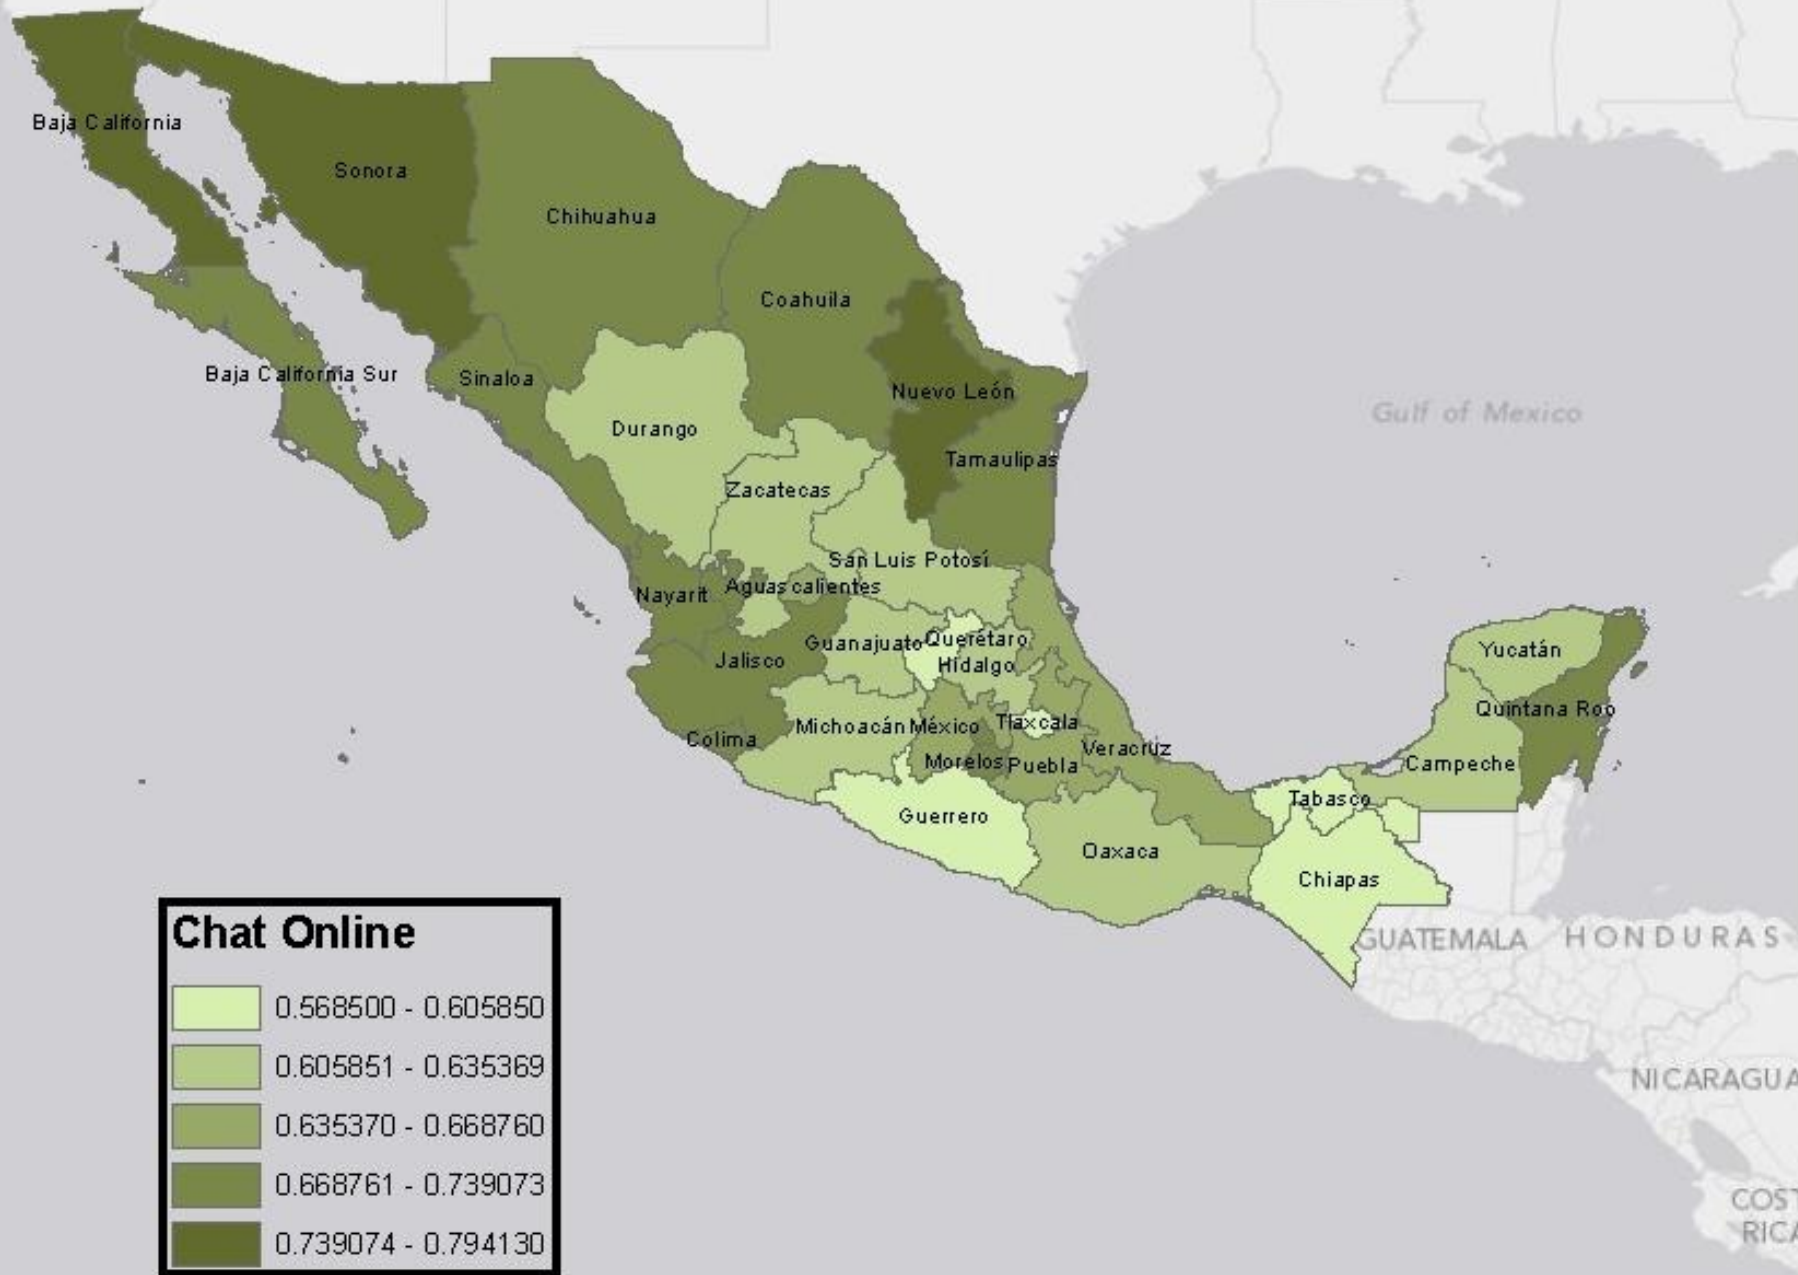 Baja California
Sonora
Chihuahua
Coahuila
Baja California Sur
Sinaloa
Nuevo León
Gulf of Mexico
Durango
Tamaulipas
Zacatecas
San Luis Potosí
Nayarit
Aguascalientes
Guanajuato
Querétaro
Yucatán
Jalisco
Hidalgo
Quintana Roo
Michoacán
México
Tlaxcala
Colima
Veracruz
Morelos
Puebla
Campeche
Tabasco
Guerrero
Oaxaca
Chiapas
GUATEMALA
HONDURAS
NICARAGUA
COST
RICA
Chat Online
0.568500 - 0.605850
0.605851 - 0.635369
0.635370 - 0.668760
0.668761 - 0.739073
0.739074 - 0.794130